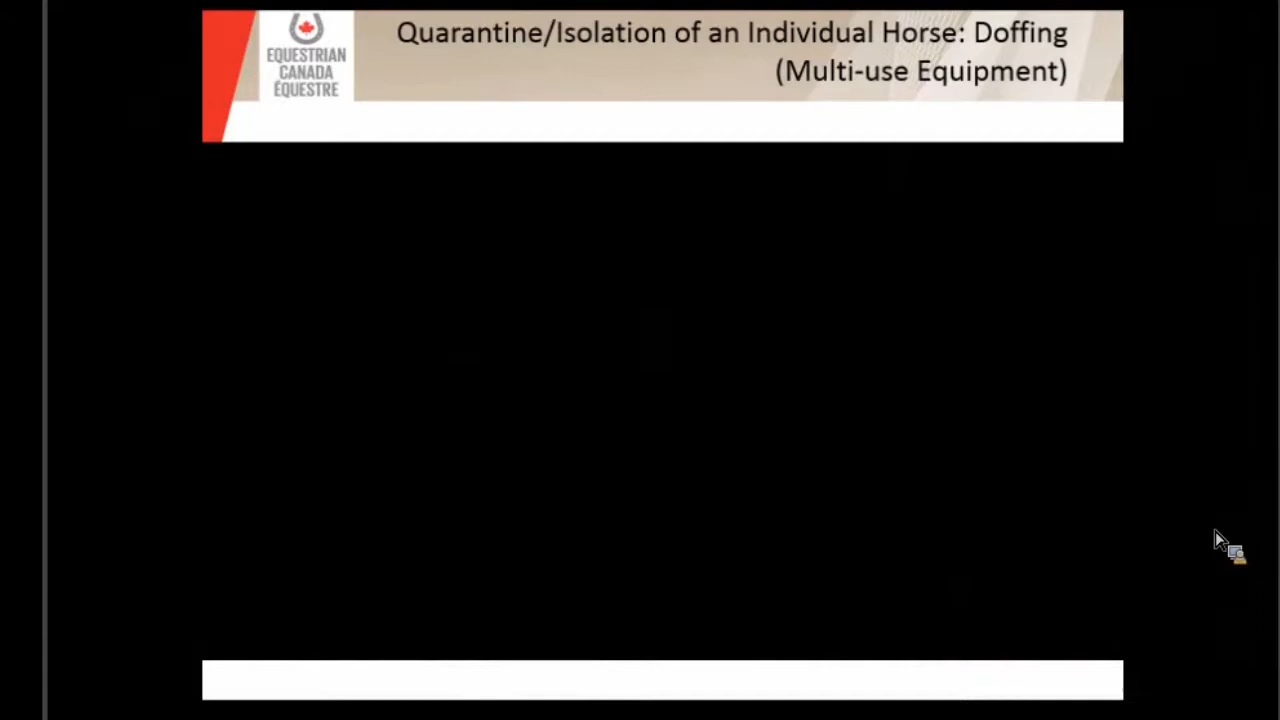 Quarantine/Isolation of an Individual Horse: Doffing
(Multi-use Equipment)
EQUESTRIAN
CANADA
ÉQUESTRE